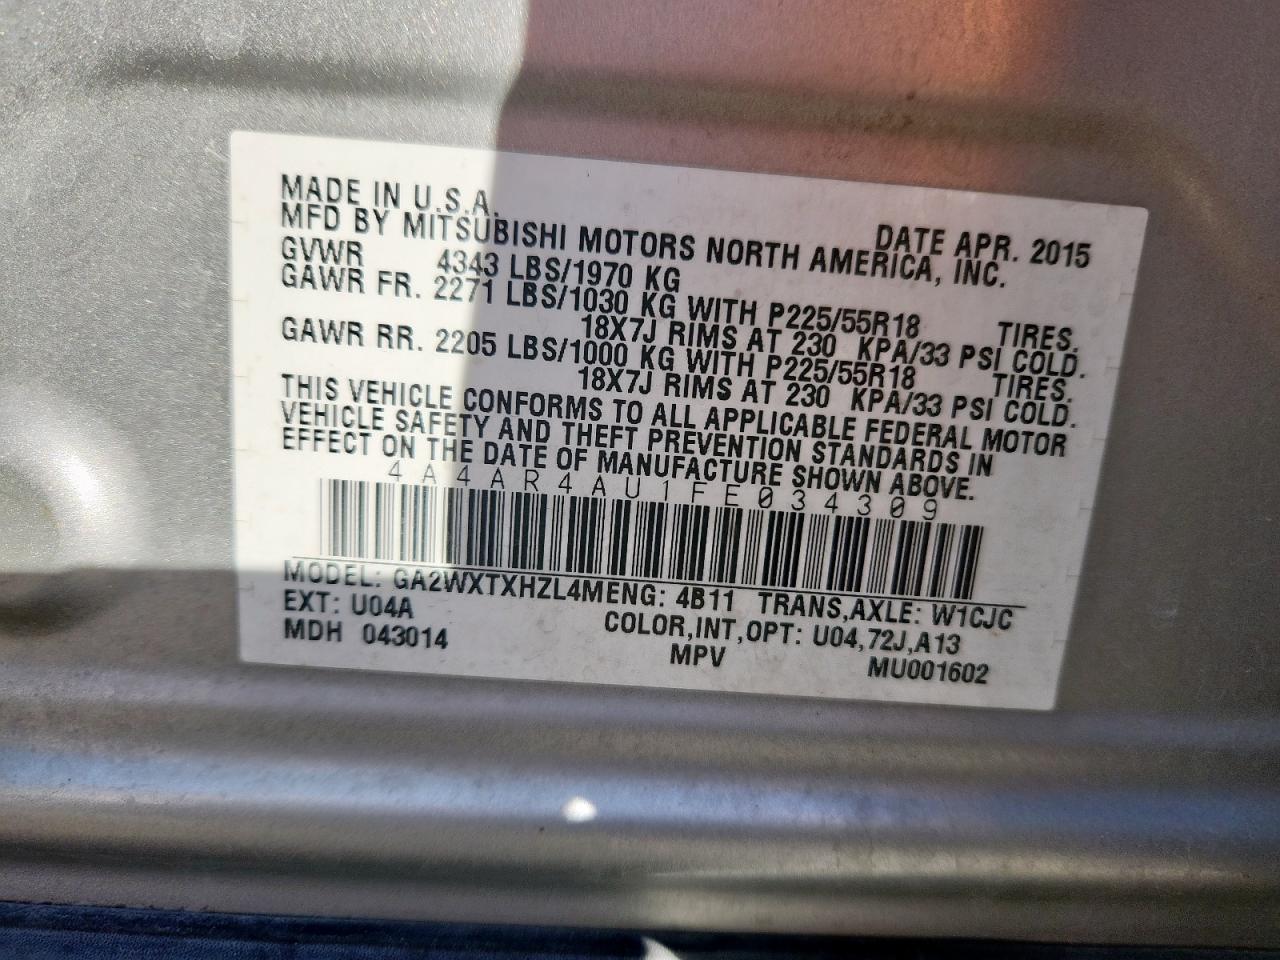 MADE IN U.S.A. DATE APR. 2015
MFD BY MITSUBISHI MOTORS NORTH AMERICA, INC.
GVWR 4343 LBS/1970 KG
GAWR FR. 2271 LBS/1030 KG WITH P225/55R18 TIRES.
18X7J RIMS AT 230 KPA/33 PSI COLD.
GAWR RR. 2205 LBS/1000 KG WITH P225/55R18 TIRES.
18X7J RIMS AT 230 KPA/33 PSI COLD.
THIS VEHICLE CONFORMS TO ALL APPLICABLE FEDERAL MOTOR
VEHICLE SAFETY AND THEFT PREVENTION STANDARDS IN
EFFECT ON THE DATE OF MANUFACTURE SHOWN ABOVE.
4A4AR4AU1FE034309
MODEL: GA2WXTXHZL4M ENG: 4B11 TRANS,AXLE: W1CJC
EXT: U04A COLOR,INT,OPT: U04,72J,A13
MDH 043014 MPV MU001602